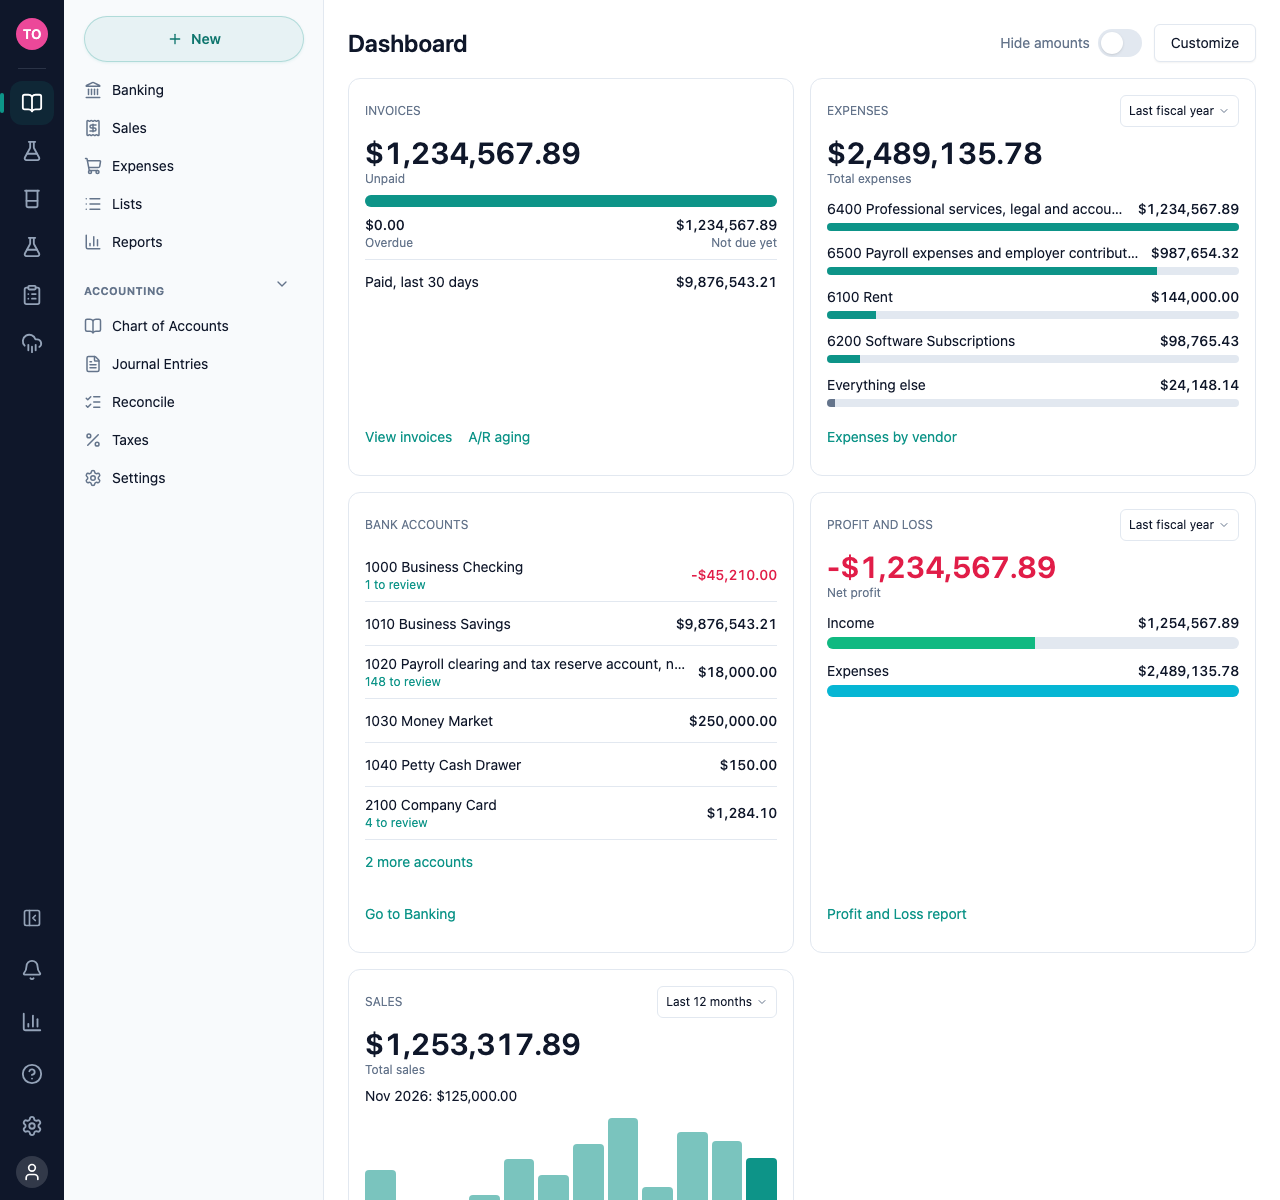 TO
New
Banking
Sales
Expenses
Lists
Reports
ACCOUNTING
Chart of Accounts
Journal Entries
Reconcile
Taxes
Settings
Dashboard
Hide amounts
Customize
INVOICES
$1,234,567.89
Unpaid
$0.00 $1,234,567.89
Overdue Not due yet
Paid, last 30 days $9,876,543.21
View invoices A/R aging
EXPENSES Last fiscal year
$2,489,135.78
Total expenses
6400 Professional services, legal and accou... $1,234,567.89
6500 Payroll expenses and employer contribut... $987,654.32
6100 Rent $144,000.00
6200 Software Subscriptions $98,765.43
Everything else $24,148.14
Expenses by vendor
BANK ACCOUNTS
1000 Business Checking -$45,210.00
1 to review
1010 Business Savings $9,876,543.21
1020 Payroll clearing and tax reserve account, n... $18,000.00
148 to review
1030 Money Market $250,000.00
1040 Petty Cash Drawer $150.00
2100 Company Card $1,284.10
4 to review
2 more accounts
Go to Banking
PROFIT AND LOSS Last fiscal year
-$1,234,567.89
Net profit
Income $1,254,567.89
Expenses $2,489,135.78
Profit and Loss report
SALES Last 12 months
$1,253,317.89
Total sales
Nov 2026: $125,000.00